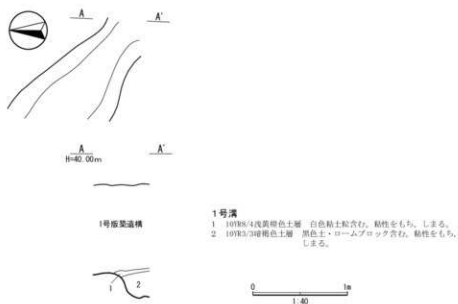 A A'
A A'
H=40.00m
1号版築遺構
1号溝
1 10YR8/4浅黄橙色土層 白色粘土粒含む。粘性をもち、しまる。
2 10YR3/3暗褐色土層 黒色土・ロームブロック含む。粘性をもち、
しまる。
1 2
0 1m
1:40